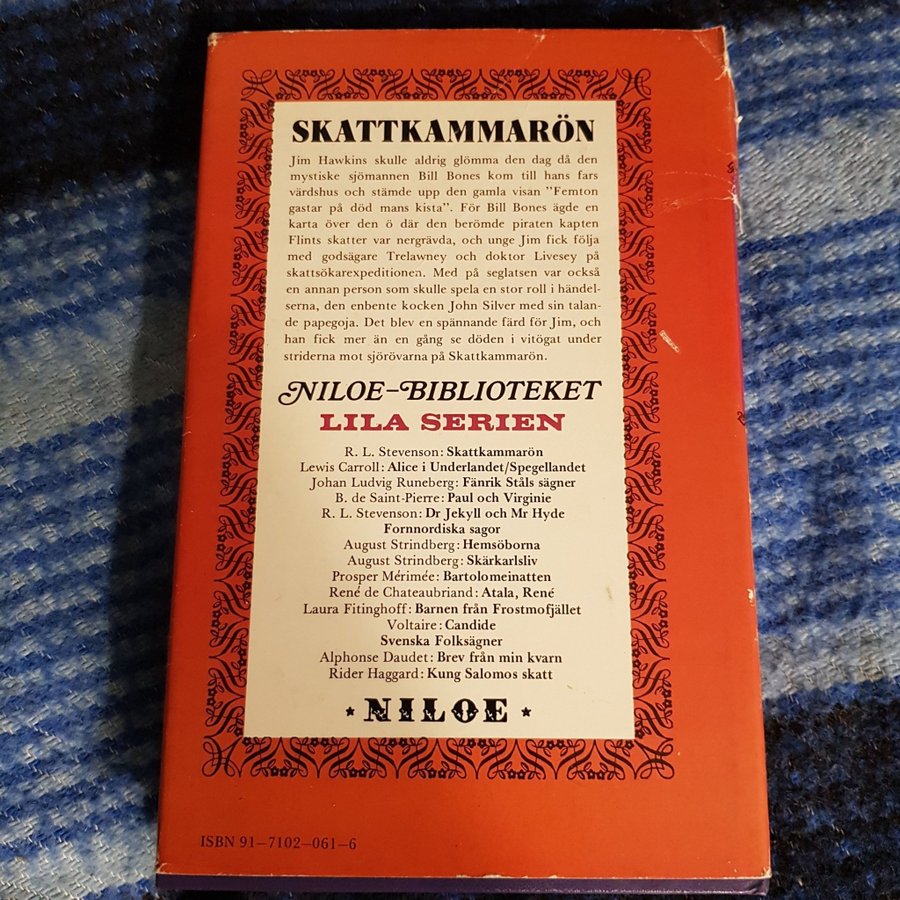 SKATTKAMMARÖN
Jim Hawkins skulle aldrig glömma den dag då den
mystiske sjömannen Bill Bones kom till hans fars
värdshus och stämde upp den gamla visan "Femton
gastar på död mans kista". För Bill Bones ägde en
karta över den ö där den berömde piraten kapten
Flints skatter var nergrävda, och unge Jim fick följa
med godsägare Trelawney och doktor Livesey på
skattsökarexpeditionen. Med på seglatsen var också
en annan person som skulle spela en stor roll i händel-
serna, den enbente kocken John Silver med sin talan-
de papegoja. Det blev en spännande färd för Jim, och
han fick mer än en gång se döden i vitögat under
striderna mot sjörövarna på Skattkammarön.
NILOE-BIBLIOTEKET
LILA SERIEN
R. L. Stevenson: Skattkammarön
Lewis Carroll: Alice i Underlandet/Spegellandet
Johan Ludvig Runeberg: Fänrik Ståls sägner
B. de Saint-Pierre: Paul och Virginie
R. L. Stevenson: Dr Jekyll och Mr Hyde
Fornnordiska sagor
August Strindberg: Hemsöborna
August Strindberg: Skärkarlsliv
Prosper Mérimée: Bartolomeinatten
René de Chateaubriand: Atala, René
Laura Fitinghoff: Barnen från Frostmofjället
Voltaire: Candide
Svenska Folksägner
Alphonse Daudet: Brev från min kvarn
Rider Haggard: Kung Salomos skatt
★ NILOE ★
ISBN 91—7102—061—6